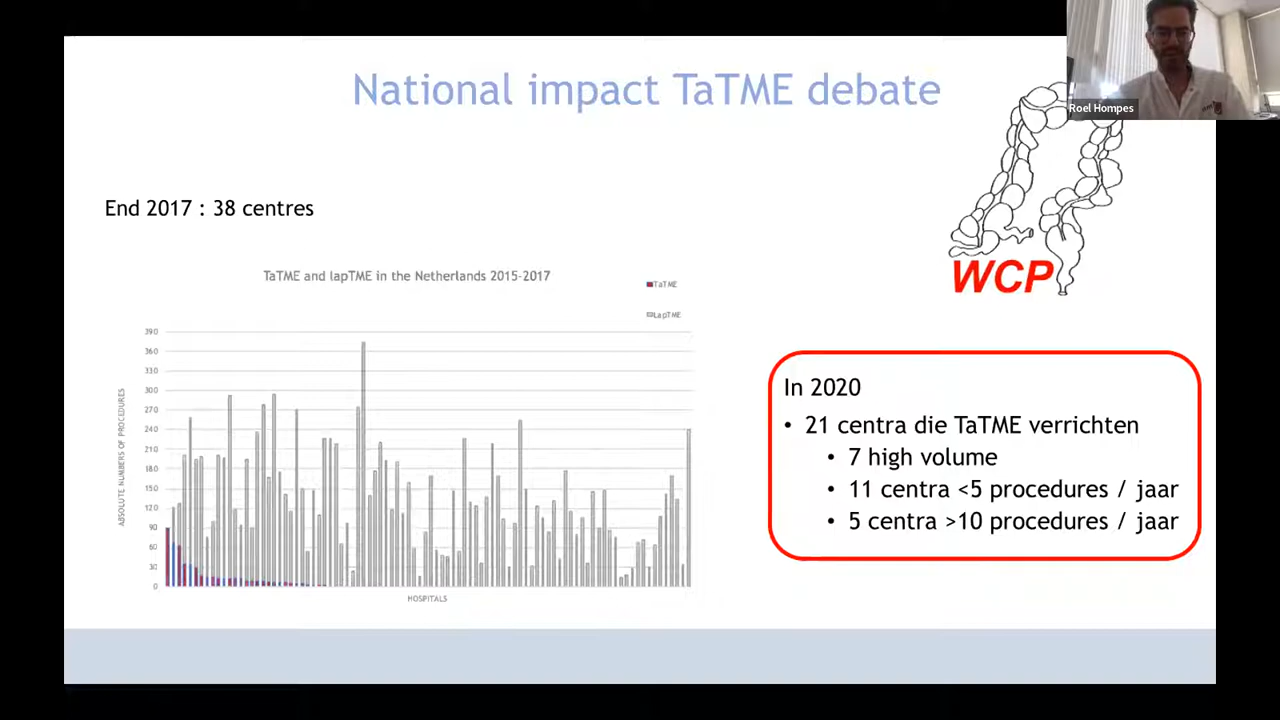 National impact TaTME debate
Roel Hompes
End 2017 : 38 centres
WCP
TaTME and lapTME in the Netherlands 2015-2017
TaTME
LapTME
390
360
330
300
270
240
210
180
150
120
90
60
30
0
ABSOLUTE NUMBERS OF PROCEDURES
HOSPITALS
In 2020
• 21 centra die TaTME verrichten
• 7 high volume
• 11 centra <5 procedures / jaar
• 5 centra >10 procedures / jaar